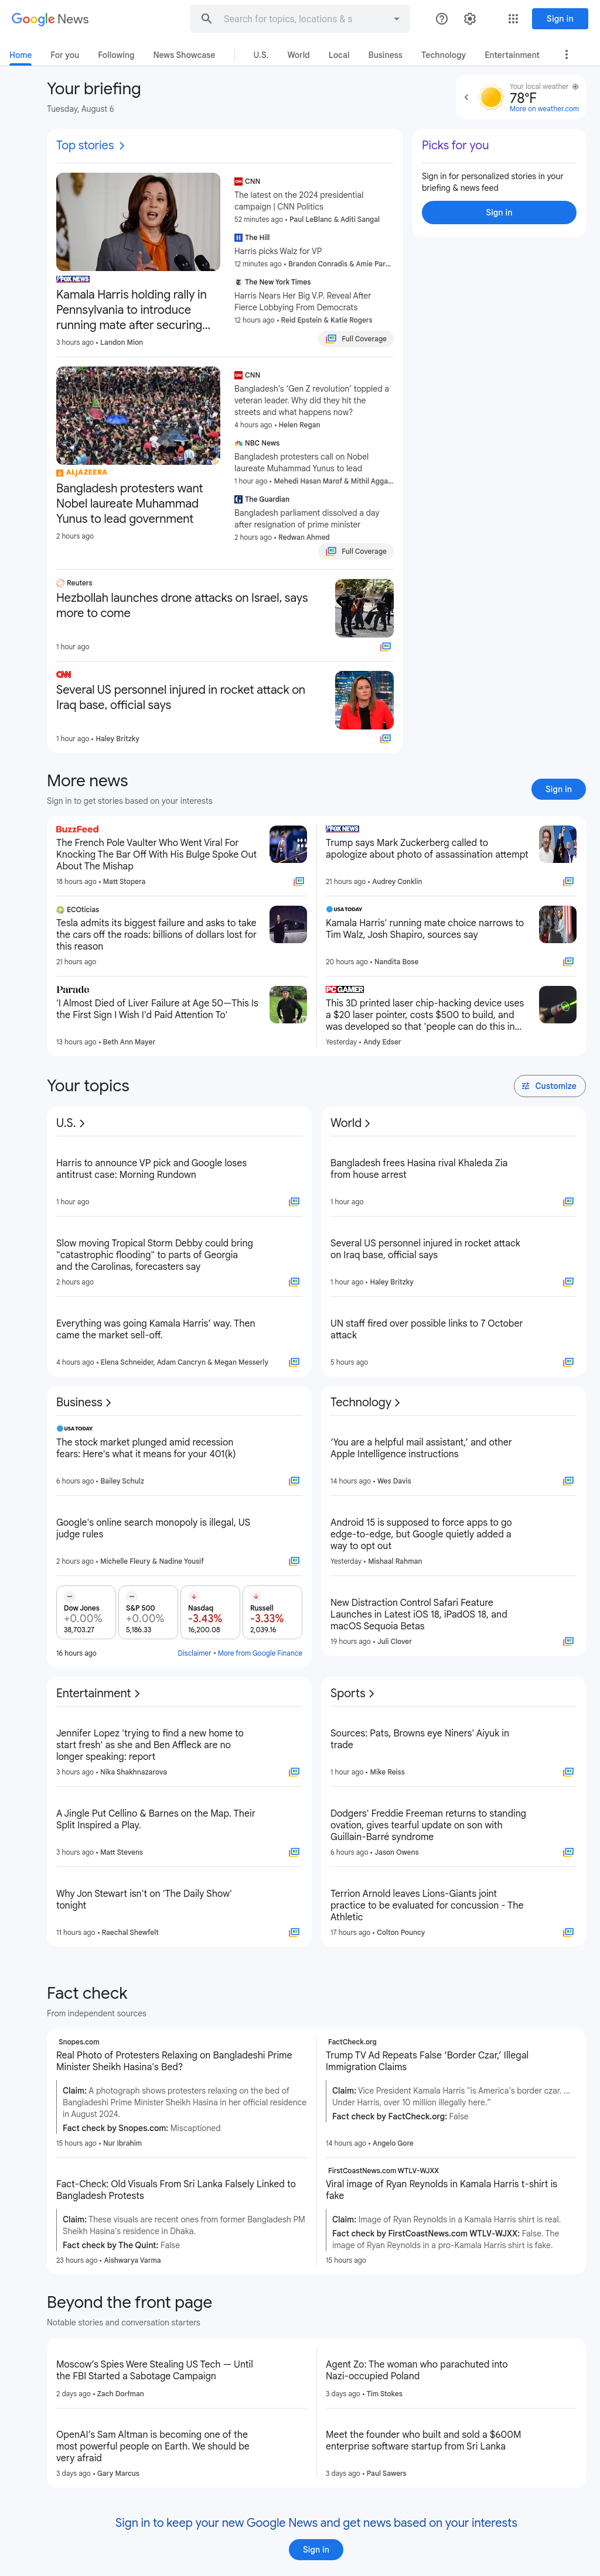 Google News
Search for topics, locations & s
Sign in
Home
For you
Following
News Showcase
U.S.
World
Local
Business
Technology
Entertainment
Your briefing
Tuesday, August 6
Your local weather
78°F
More on weather.com
Top stories
FOX NEWS
Kamala Harris holding rally in
Pennsylvania to introduce
running mate after securing...
3 hours ago • Landon Mion
CNN
The latest on the 2024 presidential
campaign | CNN Politics
52 minutes ago • Paul LeBlanc & Aditi Sangal
The Hill
Harris picks Walz for VP
12 minutes ago • Brandon Conradis & Amie Par...
The New York Times
Harris Nears Her Big V.P. Reveal After
Fierce Lobbying From Democrats
12 hours ago • Reid Epstein & Katie Rogers
Full Coverage
Picks for you
Sign in for personalized stories in your
briefing & news feed
Sign in
ALJAZEERA
Bangladesh protesters want
Nobel laureate Muhammad
Yunus to lead government
2 hours ago
CNN
Bangladesh's 'Gen Z revolution' toppled a
veteran leader. Why did they hit the
streets and what happens now?
4 hours ago • Helen Regan
NBC News
Bangladesh protesters call on Nobel
laureate Muhammad Yunus to lead
1 hour ago • Mehedi Hasan Marof & Mithil Agga...
The Guardian
Bangladesh parliament dissolved a day
after resignation of prime minister
2 hours ago • Redwan Ahmed
Full Coverage
Reuters
Hezbollah launches drone attacks on Israel, says
more to come
1 hour ago
CNN
Several US personnel injured in rocket attack on
Iraq base, official says
1 hour ago • Haley Britzky
More news
Sign in to get stories based on your interests
Sign in
BuzzFeed
The French Pole Vaulter Who Went Viral For
Knocking The Bar Off With His Bulge Spoke Out
About The Mishap
18 hours ago • Matt Stopera
FOX NEWS
Trump says Mark Zuckerberg called to
apologize about photo of assassination attempt
21 hours ago • Audrey Conklin
ECOticias
Tesla admits its biggest failure and asks to take
the cars off the roads: billions of dollars lost for
this reason
21 hours ago
USA TODAY
Kamala Harris' running mate choice narrows to
Tim Walz, Josh Shapiro, sources say
20 hours ago • Nandita Bose
Parade
'I Almost Died of Liver Failure at Age 50—This Is
the First Sign I Wish I'd Paid Attention To'
13 hours ago • Beth Ann Mayer
PC GAMER
This 3D printed laser chip-hacking device uses
a $20 laser pointer, costs $500 to build, and
was developed so that 'people can do this in...
Yesterday • Andy Edser
Your topics
Customize
U.S.
Harris to announce VP pick and Google loses
antitrust case: Morning Rundown
1 hour ago
Slow moving Tropical Storm Debby could bring
"catastrophic flooding" to parts of Georgia
and the Carolinas, forecasters say
2 hours ago
Everything was going Kamala Harris' way. Then
came the market sell-off.
4 hours ago • Elena Schneider, Adam Cancryn & Megan Messerly
World
Bangladesh frees Hasina rival Khaleda Zia
from house arrest
1 hour ago
Several US personnel injured in rocket attack
on Iraq base, official says
1 hour ago • Haley Britzky
UN staff fired over possible links to 7 October
attack
5 hours ago
Business
USA TODAY
The stock market plunged amid recession
fears: Here's what it means for your 401(k)
6 hours ago • Bailey Schulz
Google's online search monopoly is illegal, US
judge rules
2 hours ago • Michelle Fleury & Nadine Yousif
Dow Jones
+0.00%
38,703.27
S&P 500
+0.00%
5,186.33
Nasdaq
-3.43%
16,200.08
Russell
-3.33%
2,039.16
16 hours ago
Disclaimer • More from Google Finance
Technology
'You are a helpful mail assistant,' and other
Apple Intelligence instructions
14 hours ago • Wes Davis
Android 15 is supposed to force apps to go
edge-to-edge, but Google quietly added a
way to opt out
Yesterday • Mishaal Rahman
New Distraction Control Safari Feature
Launches in Latest iOS 18, iPadOS 18, and
macOS Sequoia Betas
19 hours ago • Juli Clover
Entertainment
Jennifer Lopez 'trying to find a new home to
start fresh' as she and Ben Affleck are no
longer speaking: report
3 hours ago • Nika Shakhnazarova
A Jingle Put Cellino & Barnes on the Map. Their
Split Inspired a Play.
3 hours ago • Matt Stevens
Why Jon Stewart isn't on 'The Daily Show'
tonight
11 hours ago • Raechal Shewfelt
Sports
Sources: Pats, Browns eye Niners' Aiyuk in
trade
1 hour ago • Mike Reiss
Dodgers' Freddie Freeman returns to standing
ovation, gives tearful update on son with
Guillain-Barré syndrome
6 hours ago • Jason Owens
Terrion Arnold leaves Lions-Giants joint
practice to be evaluated for concussion - The
Athletic
17 hours ago • Colton Pouncy
Fact check
From independent sources
Snopes.com
Real Photo of Protesters Relaxing on Bangladeshi Prime
Minister Sheikh Hasina's Bed?
Claim: A photograph shows protesters relaxing on the bed of
Bangladeshi Prime Minister Sheikh Hasina in her official residence
in August 2024.
Fact check by Snopes.com: Miscaptioned
15 hours ago • Nur Ibrahim
FactCheck.org
Trump TV Ad Repeats False 'Border Czar,' Illegal
Immigration Claims
Claim: Vice President Kamala Harris "is America's border czar. ...
Under Harris, over 10 million illegally here."
Fact check by FactCheck.org: False
14 hours ago • Angelo Gore
Fact-Check: Old Visuals From Sri Lanka Falsely Linked to
Bangladesh Protests
Claim: These visuals are recent ones from former Bangladesh PM
Sheikh Hasina's residence in Dhaka.
Fact check by The Quint: False
23 hours ago • Aishwarya Varma
FirstCoastNews.com WTLV-WJXX
Viral image of Ryan Reynolds in Kamala Harris t-shirt is
fake
Claim: Image of Ryan Reynolds in a Kamala Harris shirt is real.
Fact check by FirstCoastNews.com WTLV-WJXX: False. The
image of Ryan Reynolds in a pro-Kamala Harris shirt is fake.
15 hours ago
Beyond the front page
Notable stories and conversation starters
Moscow's Spies Were Stealing US Tech — Until
the FBI Started a Sabotage Campaign
2 days ago • Zach Dorfman
Agent Zo: The woman who parachuted into
Nazi-occupied Poland
3 days ago • Tim Stokes
OpenAI's Sam Altman is becoming one of the
most powerful people on Earth. We should be
very afraid
3 days ago • Gary Marcus
Meet the founder who built and sold a $600M
enterprise software startup from Sri Lanka
3 days ago • Paul Sawers
Sign in to keep your new Google News and get news based on your interests
Sign in